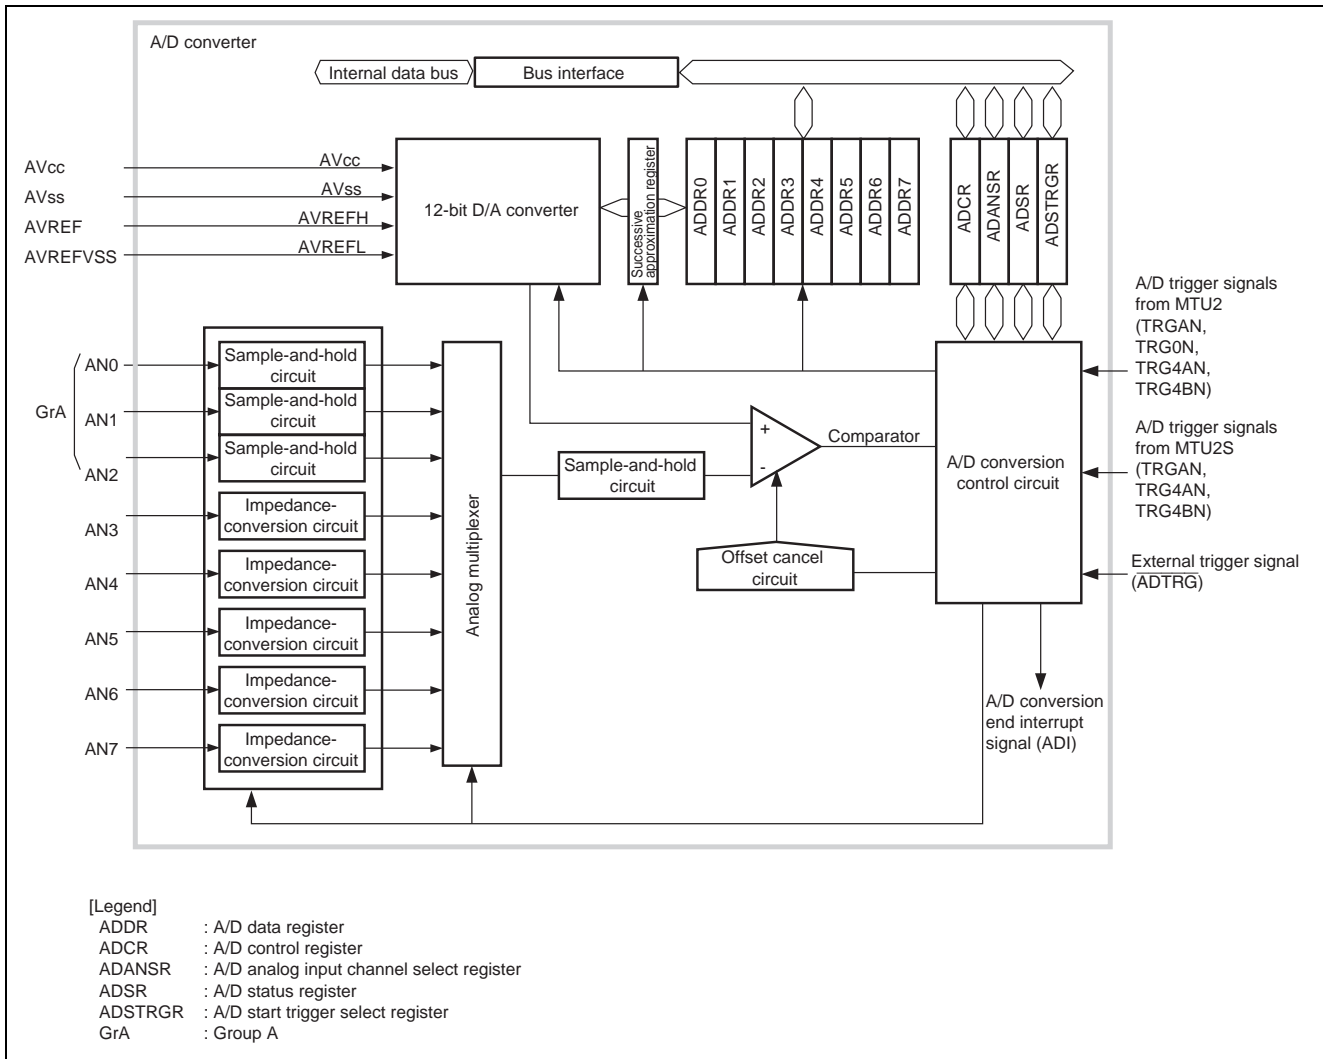 A/D converter
Internal data bus
Bus interface
AVcc
AVss
AVREF
AVREFVSS
AVcc
AVss
AVREFH
AVREFL
12-bit D/A converter
Successive
approximation register
ADDR0
ADDR1
ADDR2
ADDR3
ADDR4
ADDR5
ADDR6
ADDR7
ADCR
ADANSR
ADSR
ADSTRGR
A/D trigger signals
from MTU2
(TRGAN,
TRG0N,
TRG4AN,
TRG4BN)
A/D trigger signals
from MTU2S
(TRGAN,
TRG4AN,
TRG4BN)
External trigger signal
(ADTRG)
GrA
AN0
AN1
AN2
AN3
AN4
AN5
AN6
AN7
Sample-and-hold
circuit
Sample-and-hold
circuit
Sample-and-hold
circuit
Impedance-
conversion circuit
Impedance-
conversion circuit
Impedance-
conversion circuit
Impedance-
conversion circuit
Impedance-
conversion circuit
Analog multiplexer
Sample-and-hold
circuit
+
-
Comparator
Offset cancel
circuit
A/D conversion
control circuit
A/D conversion
end interrupt
signal (ADI)
[Legend]
ADDR : A/D data register
ADCR : A/D control register
ADANSR : A/D analog input channel select register
ADSR : A/D status register
ADSTRGR : A/D start trigger select register
GrA : Group A